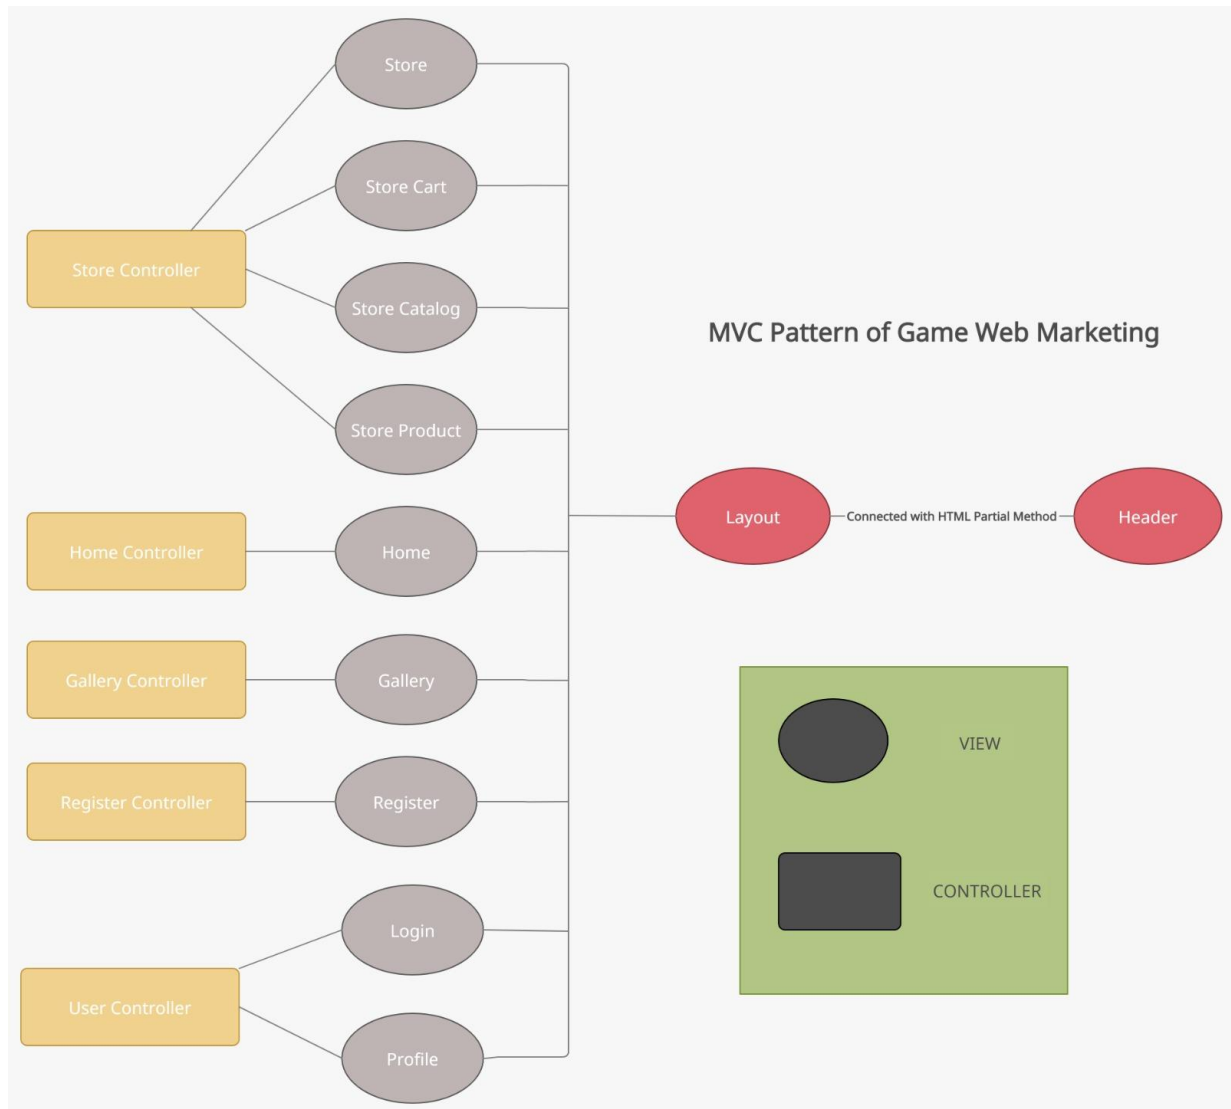 Store
Store Cart
Store Controller
Store Catalog
MVC Pattern of Game Web Marketing
Store Product
Layout
Connected with HTML Partial Method
Header
Home Controller
Home
Gallery Controller
Gallery
VIEW
Register Controller
Register
CONTROLLER
Login
User Controller
Profile